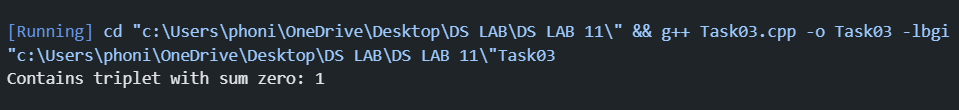 [Running] cd "c:\Users\phoni\OneDrive\Desktop\DS LAB\DS LAB 11\" && g++ Task03.cpp -o Task03 -lbgi
"c:\Users\phoni\OneDrive\Desktop\DS LAB\DS LAB 11\"Task03
Contains triplet with sum zero: 1